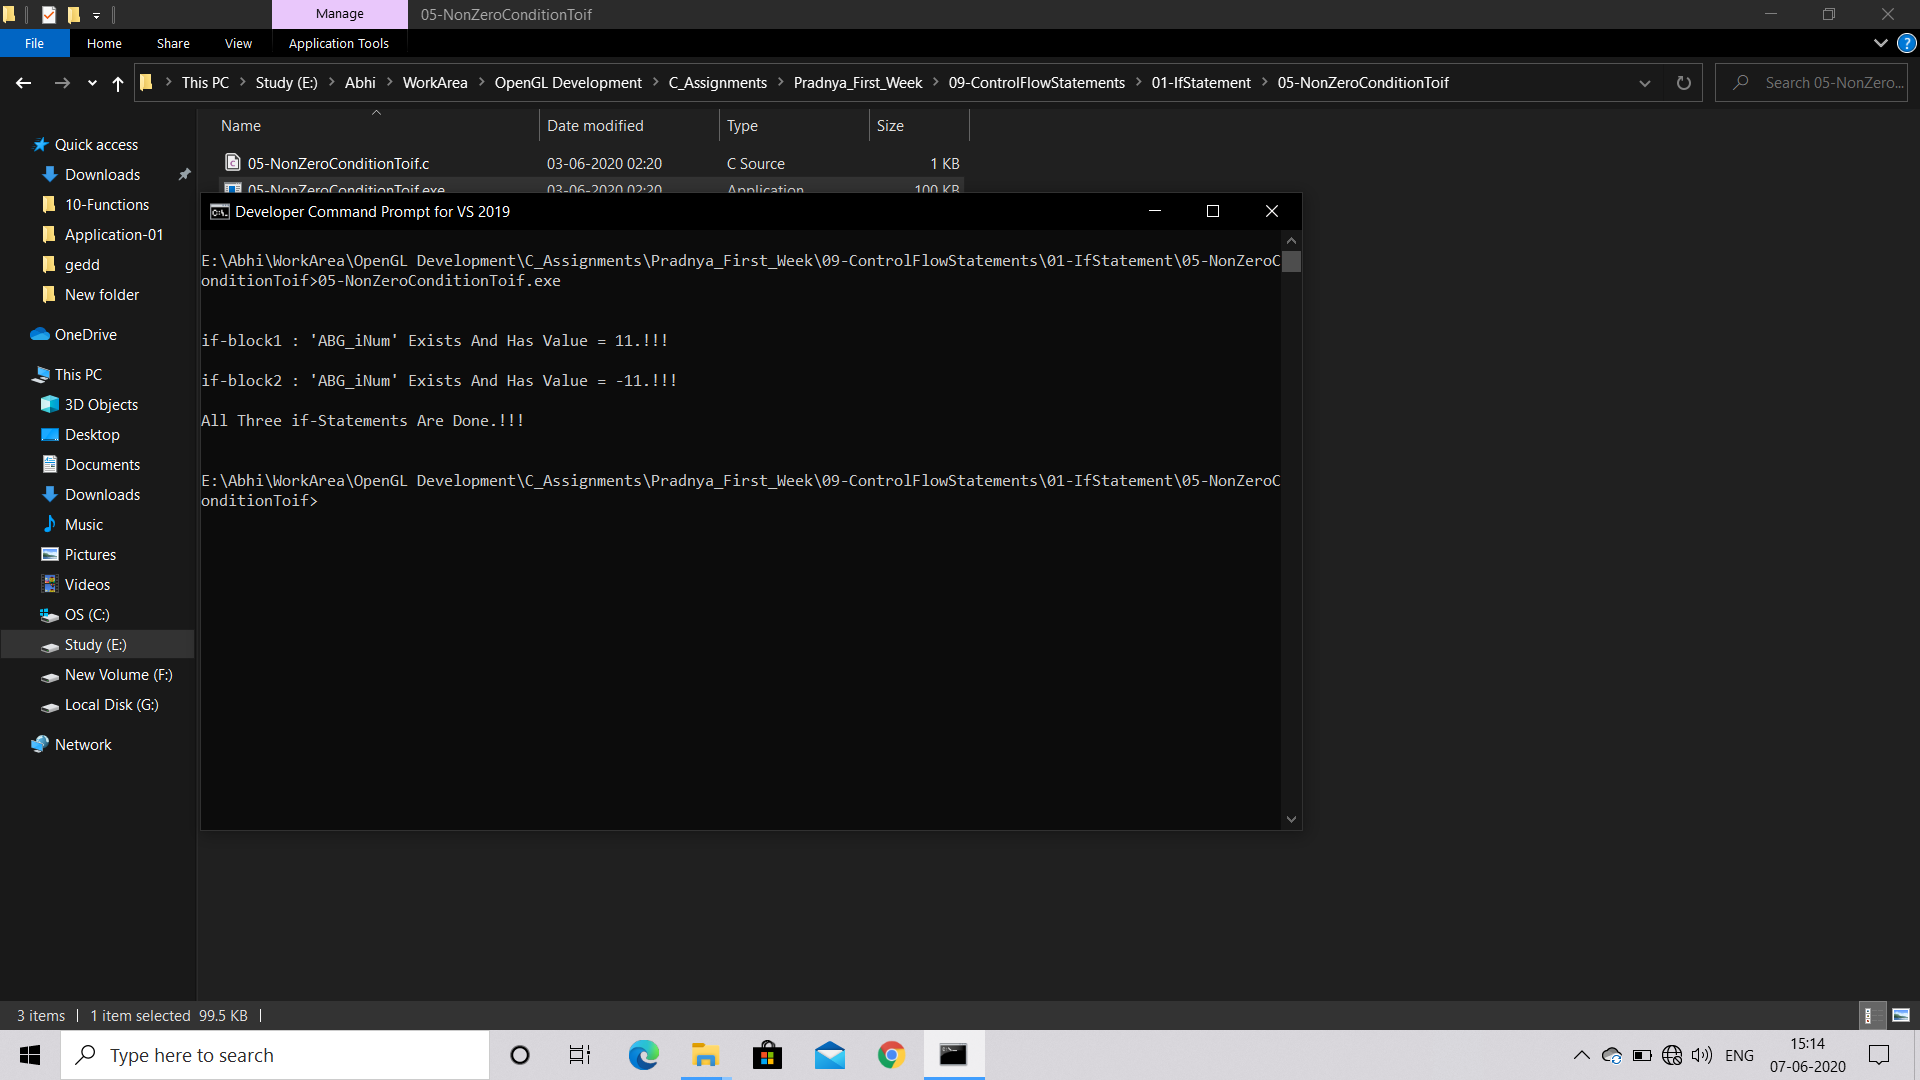 Manage
05-NonZeroConditionToif
File
Home
Share
View
Application Tools
This PC
Study (E:)
Abhi
WorkArea
OpenGL Development
C_Assignments
Pradnya_First_Week
09-ControlFlowStatements
01-IfStatement
05-NonZeroConditionToif
Search 05-NonZero...
Name
Date modified
Type
Size
05-NonZeroConditionToif.c
03-06-2020 02:20
C Source
1 KB
05-NonZeroConditionToif.exe
03-06-2020 02:20
Application
100 KB
Quick access
Downloads
10-Functions
Application-01
gedd
New folder
OneDrive
This PC
3D Objects
Desktop
Documents
Downloads
Music
Pictures
Videos
OS (C:)
Study (E:)
New Volume (F:)
Local Disk (G:)
Network
Developer Command Prompt for VS 2019
E:\Abhi\WorkArea\OpenGL Development\C_Assignments\Pradnya_First_Week\09-ControlFlowStatements\01-IfStatement\05-NonZeroC
onditionToif>05-NonZeroConditionToif.exe
if-block1 : 'ABG_iNum' Exists And Has Value = 11.!!!
if-block2 : 'ABG_iNum' Exists And Has Value = -11.!!!
All Three if-Statements Are Done.!!!
E:\Abhi\WorkArea\OpenGL Development\C_Assignments\Pradnya_First_Week\09-ControlFlowStatements\01-IfStatement\05-NonZeroC
onditionToif>
3 items
1 item selected 99.5 KB
Type here to search
ENG
15:14
07-06-2020